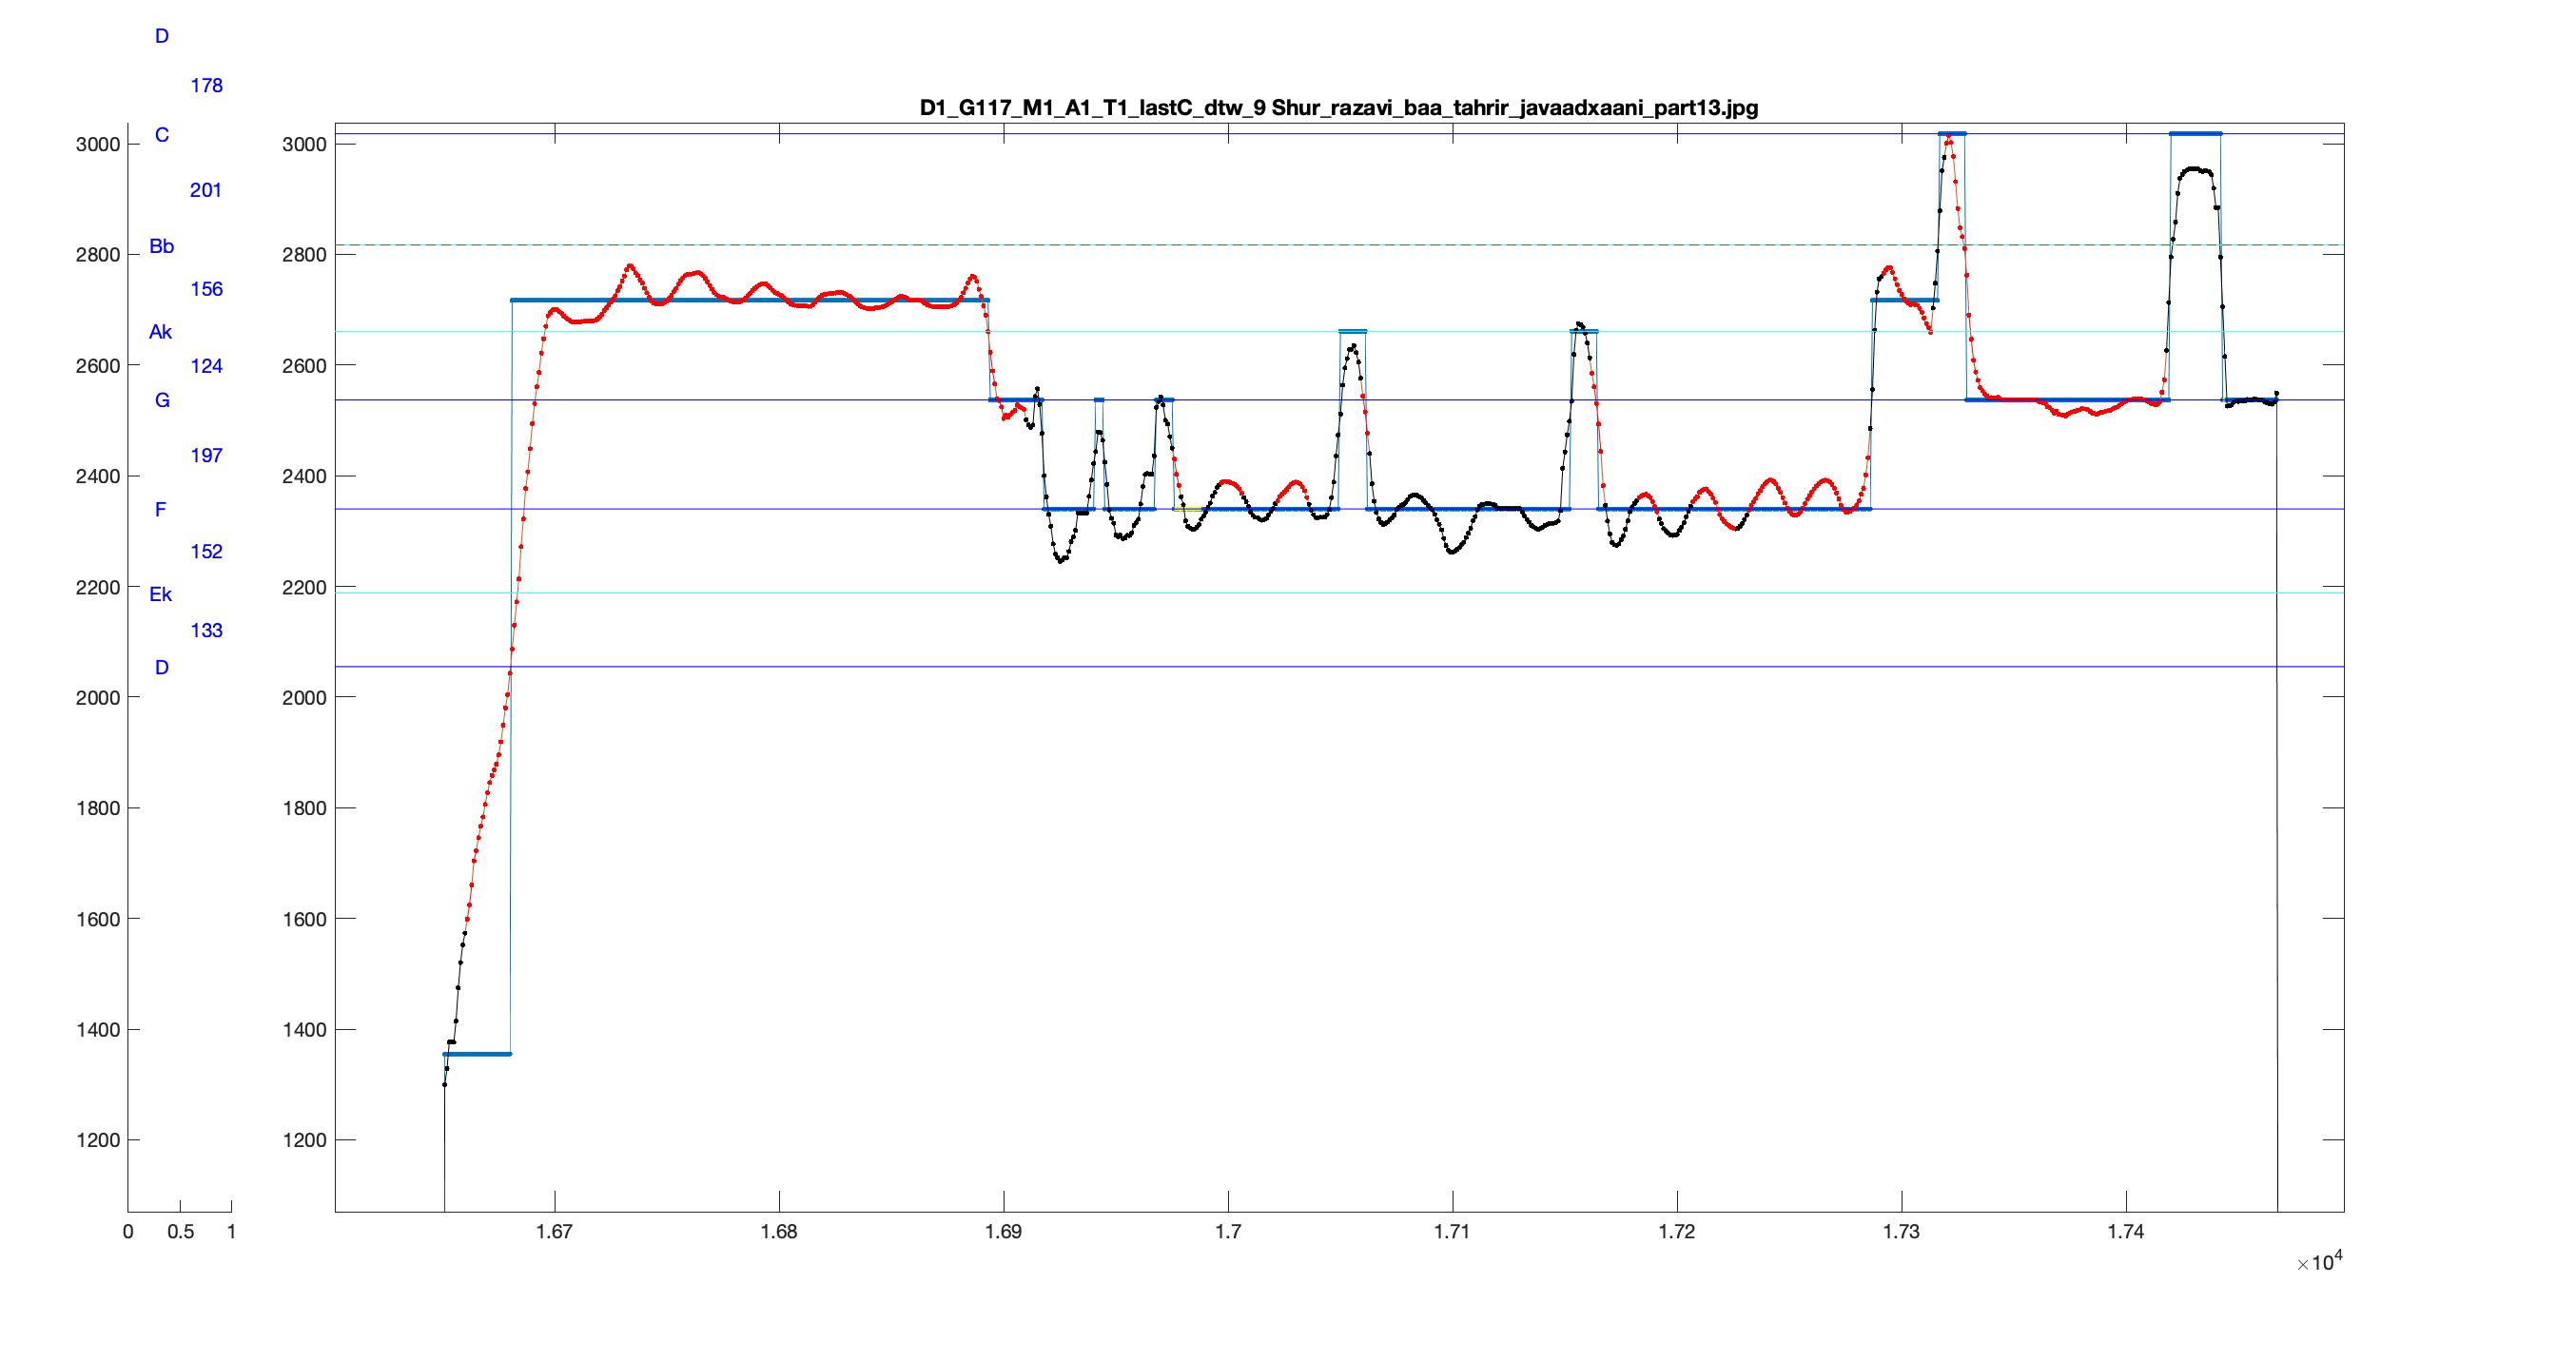 D
178
D1_G117_M1_A1_T1_lastC_dtw_9 Shur_razavi_baa_tahrir_javaadxaani_part13.jpg
3000 C 3000
201
2800 Bb 2800
156
Ak
2600 124 2600
G
2400 197 2400
F
152
2200 Ek 2200
133
D
2000 2000
1800 1800
1600 1600
1400 1400
1200 1200
0 0.5 1 1.67 1.68 1.69 1.7 1.71 1.72 1.73 1.74
×10⁴